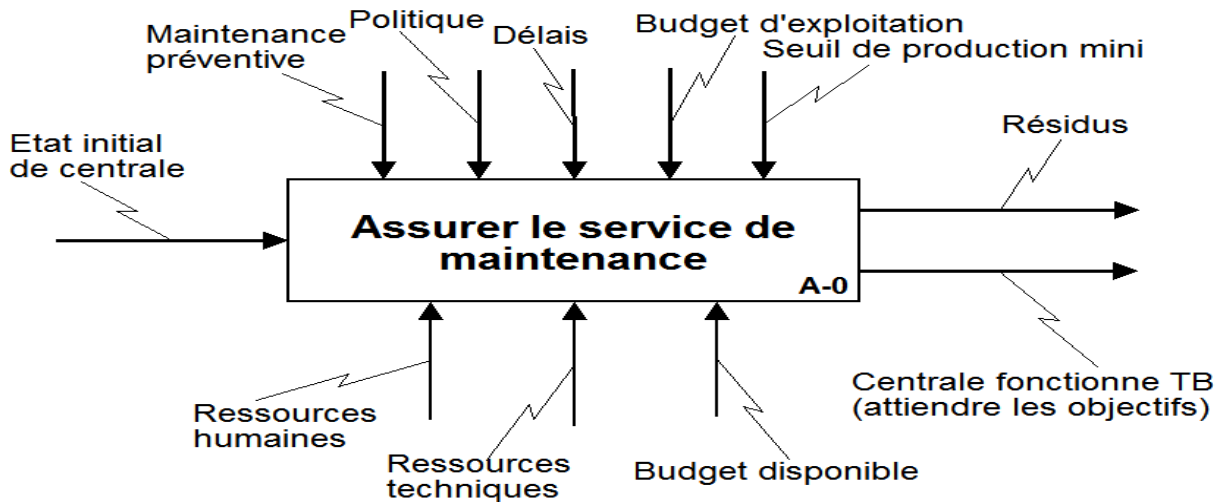 Politique
Maintenance
préventive
Délais
Budget d'exploitation
Seuil de production mini
Etat initial
de centrale
Résidus
Assurer le service de
maintenance
A-0
Ressources
humaines
Ressources
techniques
Budget disponible
Centrale fonctionne TB
(attiendre les objectifs)